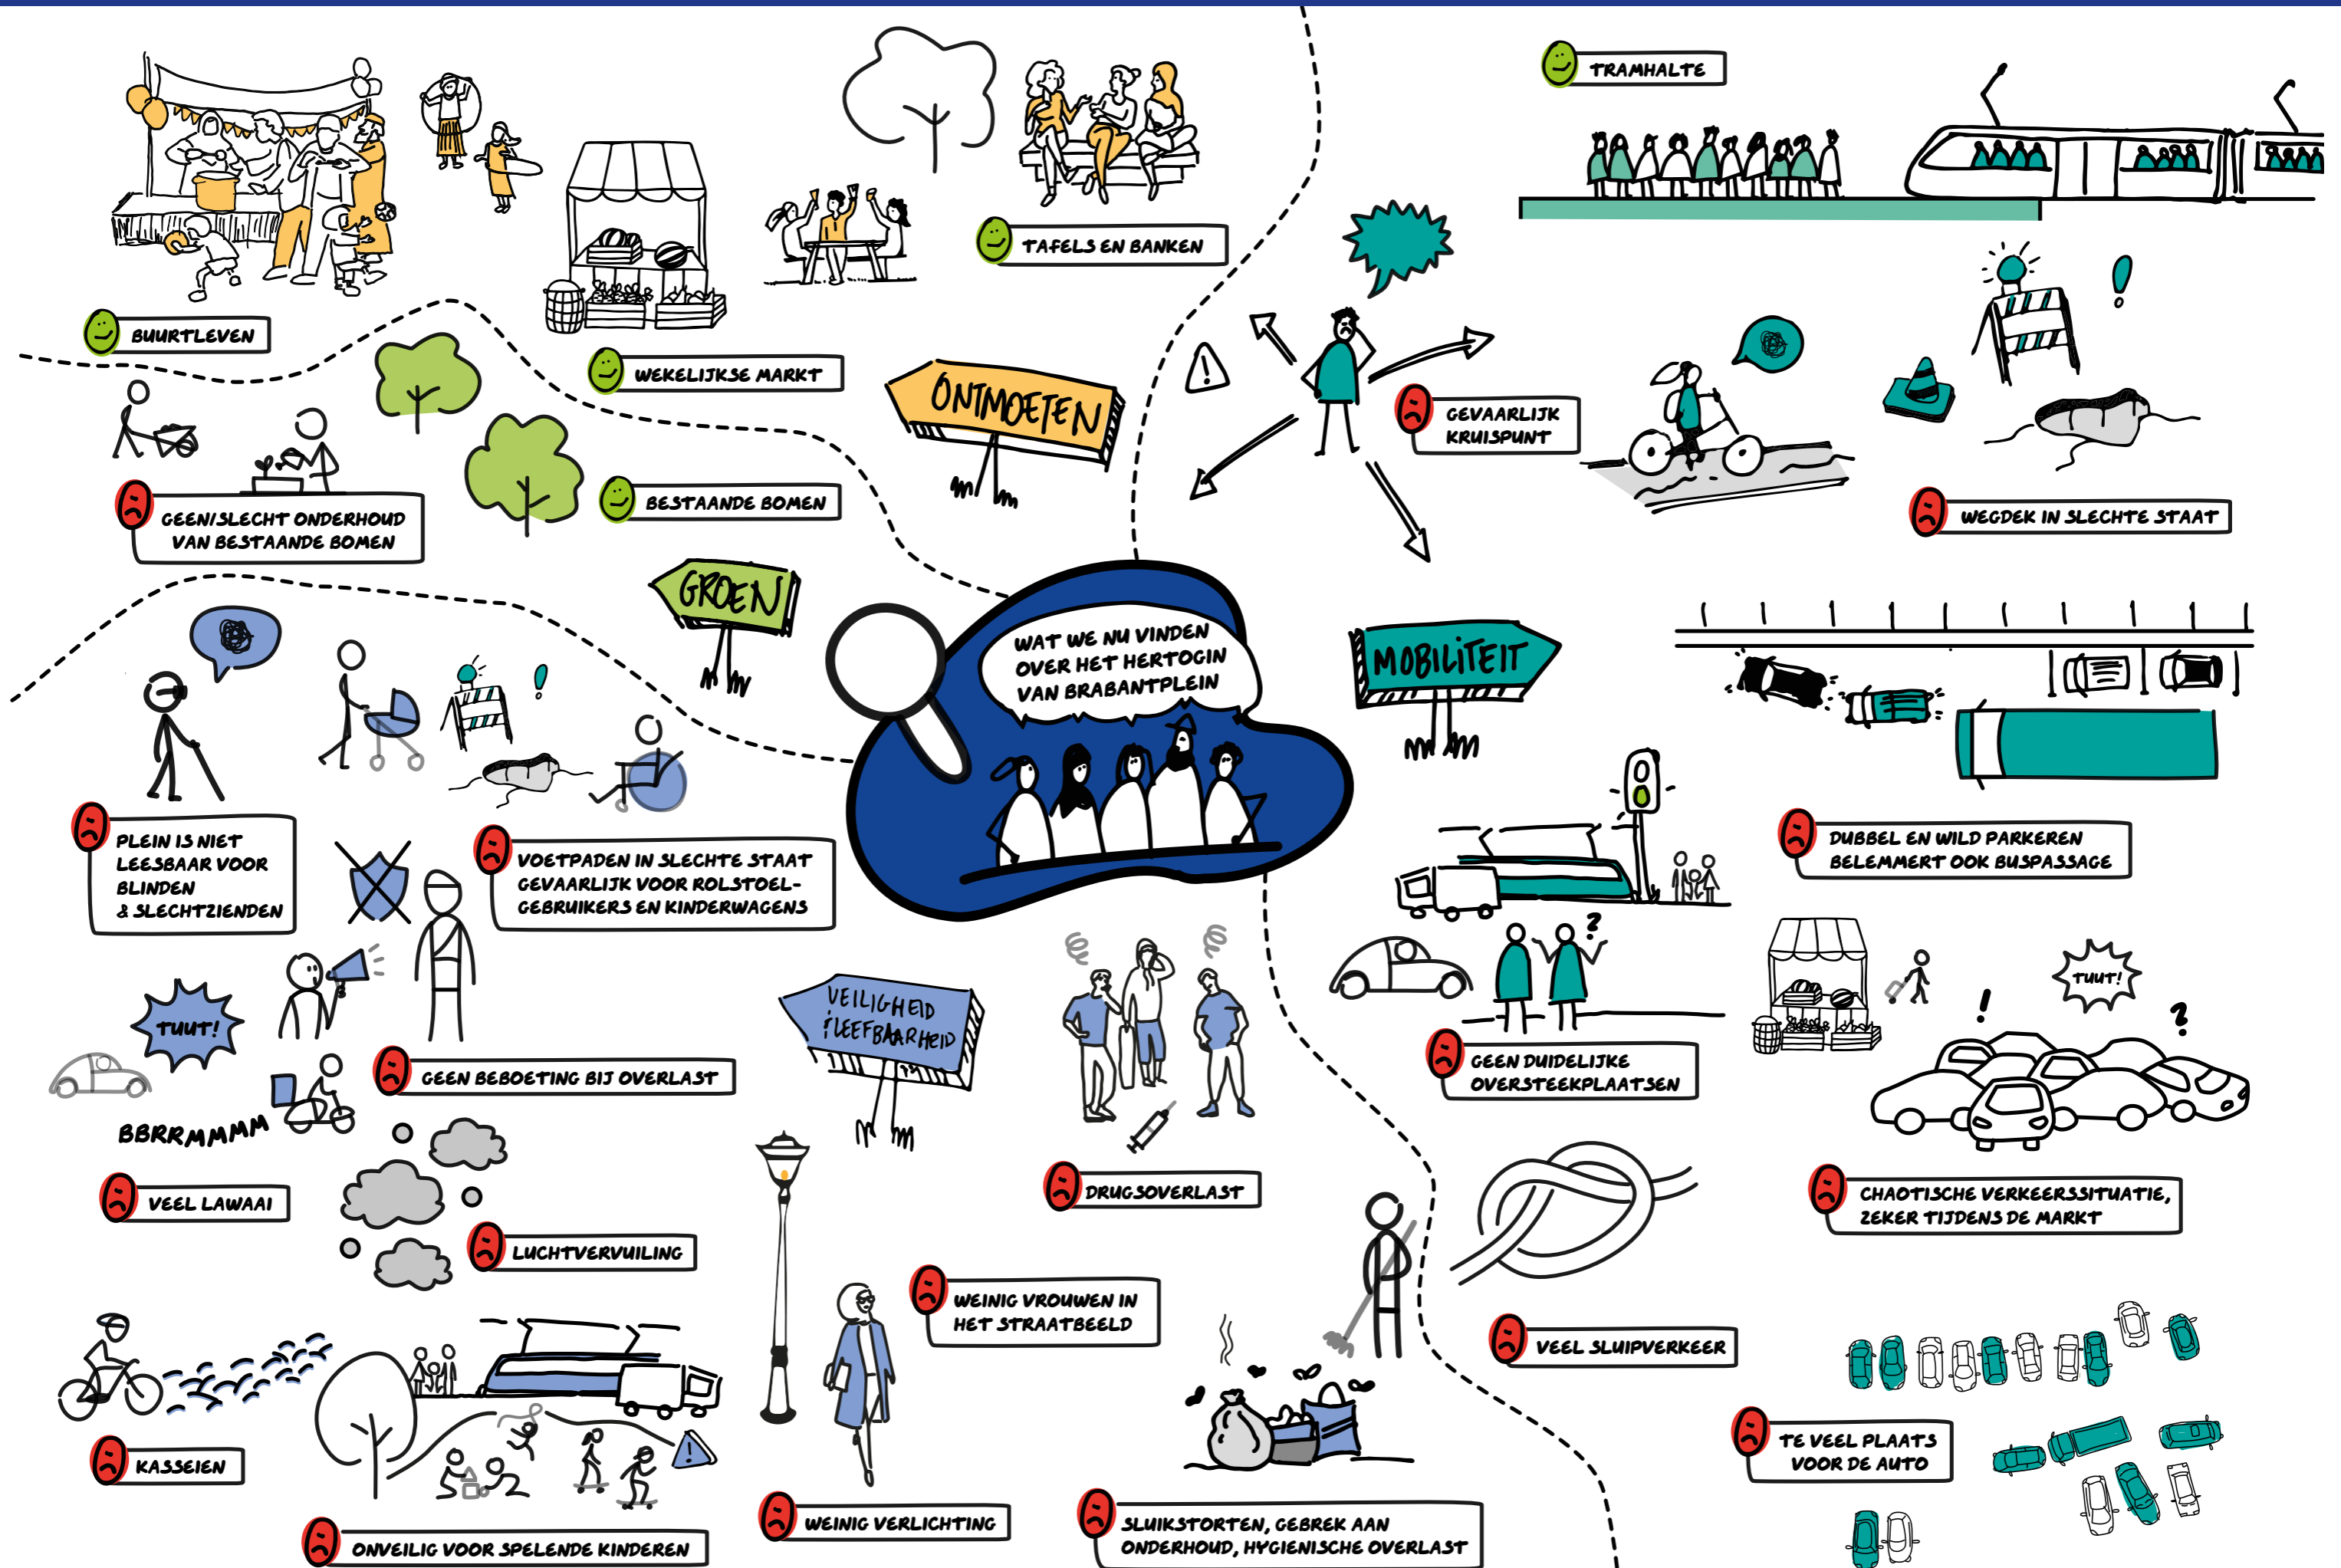 BUURTLEVEN
WEKELIJKSE MARKT
TAFELS EN BANKEN
ONTMOETEN
GEEN/SLECHT ONDERHOUD
VAN BESTAANDE BOMEN
BESTAANDE BOMEN
GROEN
WAT WE NU VINDEN
OVER HET HERTOGIN
VAN BRABANTPLEIN
TRAMHALTE
GEVAARLIJK
KRUISPUNT
WEGDEK IN SLECHTE STAAT
MOBILITEIT
DUBBEL EN WILD PARKEREN
BELEMMERT OOK BUSPASSAGE
GEEN DUIDELIJKE
OVERSTEEKPLAATSEN
TUUT!
CHAOTISCHE VERKEERSSITUATIE,
ZEKER TIJDENS DE MARKT
VEEL SLUIPVERKEER
TE VEEL PLAATS
VOOR DE AUTO
PLEIN IS NIET
LEESBAAR VOOR
BLINDEN
& SLECHTZIENDEN
VOETPADEN IN SLECHTE STAAT
GEVAARLIJK VOOR ROLSTOEL-
GEBRUIKERS EN KINDERWAGENS
VEILIGHEID
& LEEFBAARHEID
TUUT!
GEEN BEBOETING BIJ OVERLAST
BBRRMMMM
VEEL LAWAAI
LUCHTVERVUILING
DRUGSOVERLAST
WEINIG VROUWEN IN
HET STRAATBEELD
KASSEIEN
ONVEILIG VOOR SPELENDE KINDEREN
WEINIG VERLICHTING
SLUIKSTORTEN, GEBREK AAN
ONDERHOUD, HYGIENISCHE OVERLAST